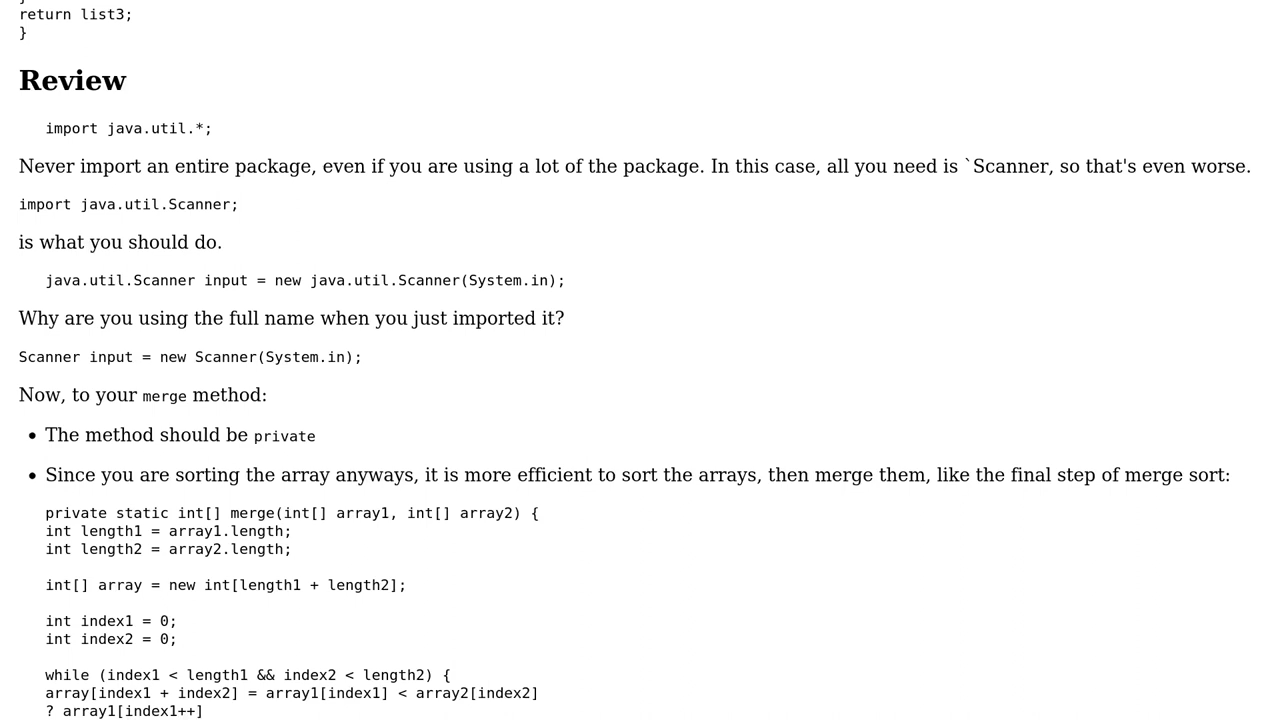 return list3;
}
Review
import java.util.*;
Never import an entire package, even if you are using a lot of the package. In this case, all you need is `Scanner, so that's even worse.
import java.util.Scanner;
is what you should do.
java.util.Scanner input = new java.util.Scanner(System.in);
Why are you using the full name when you just imported it?
Scanner input = new Scanner(System.in);
Now, to your merge method:
• The method should be private
• Since you are sorting the array anyways, it is more efficient to sort the arrays, then merge them, like the final step of merge sort:
private static int[] merge(int[] array1, int[] array2) {
int length1 = array1.length;
int length2 = array2.length;
int[] array = new int[length1 + length2];
int index1 = 0;
int index2 = 0;
while (index1 < length1 && index2 < length2) {
array[index1 + index2] = array1[index1] < array2[index2]
? array1[index1++]